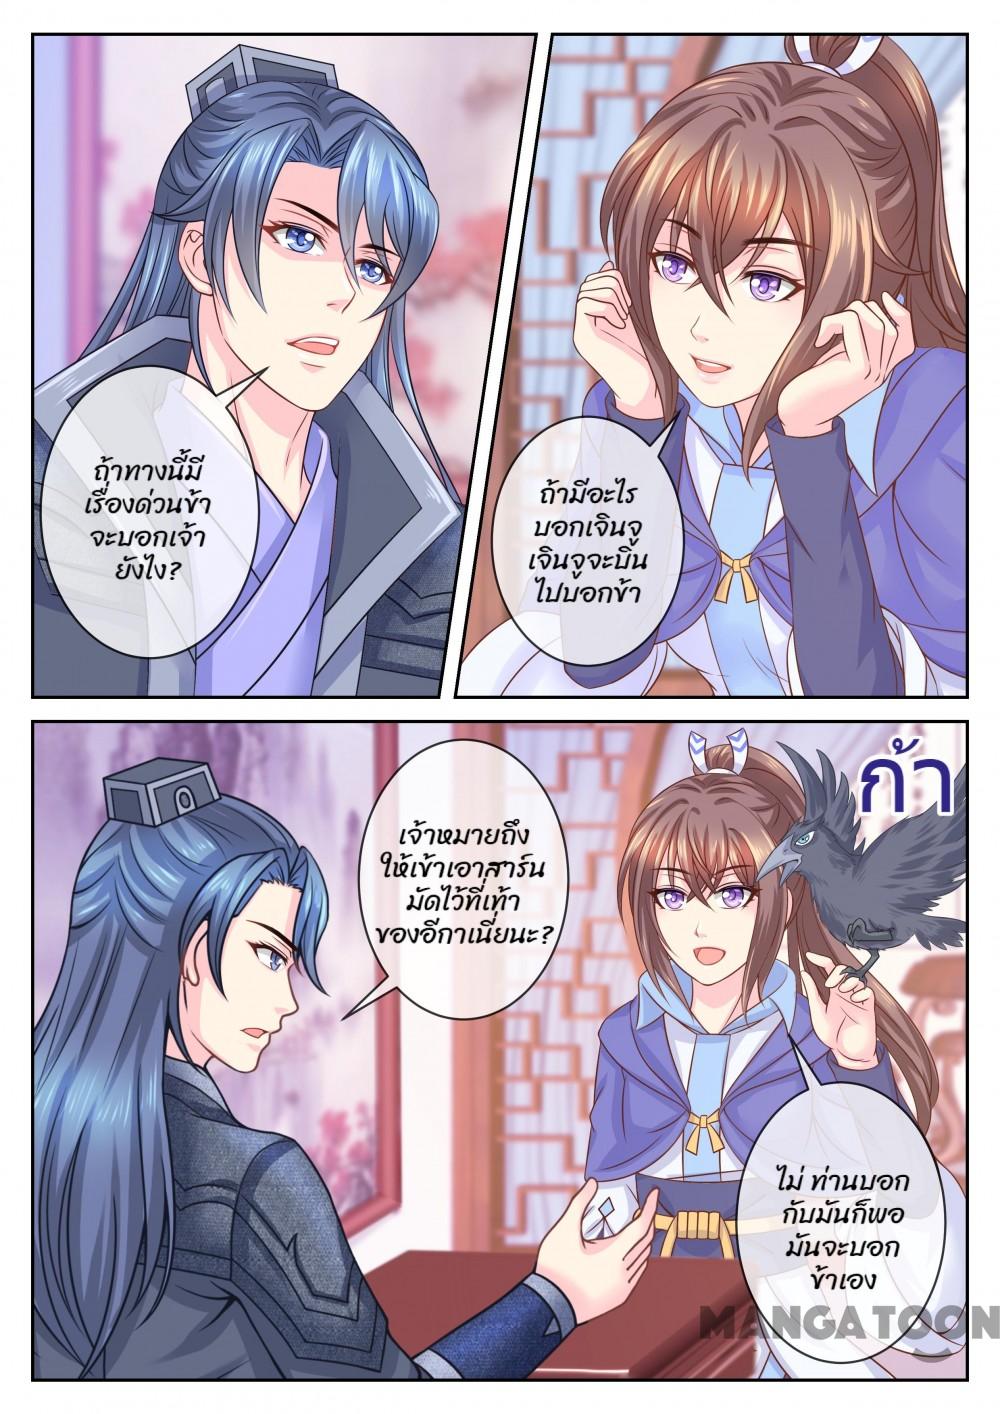 ถ้าทางนี้มี
เรื่องด่วนข้า
จะบอกเจ้า
ยังไง?
ถ้ามีอะไร
บอกเจินจู
เจินจูจะบิน
ไปบอกข้า
เจ้าหมายถึง
ให้เข้าเอาสาร์น
มัดไว้ที่เท้า
ของอีกาเนี่ยนะ?
ก้า
ไม่ ท่านบอก
กับมันก็พอ
มันจะบอก
ข้าเอง
MANGATOON